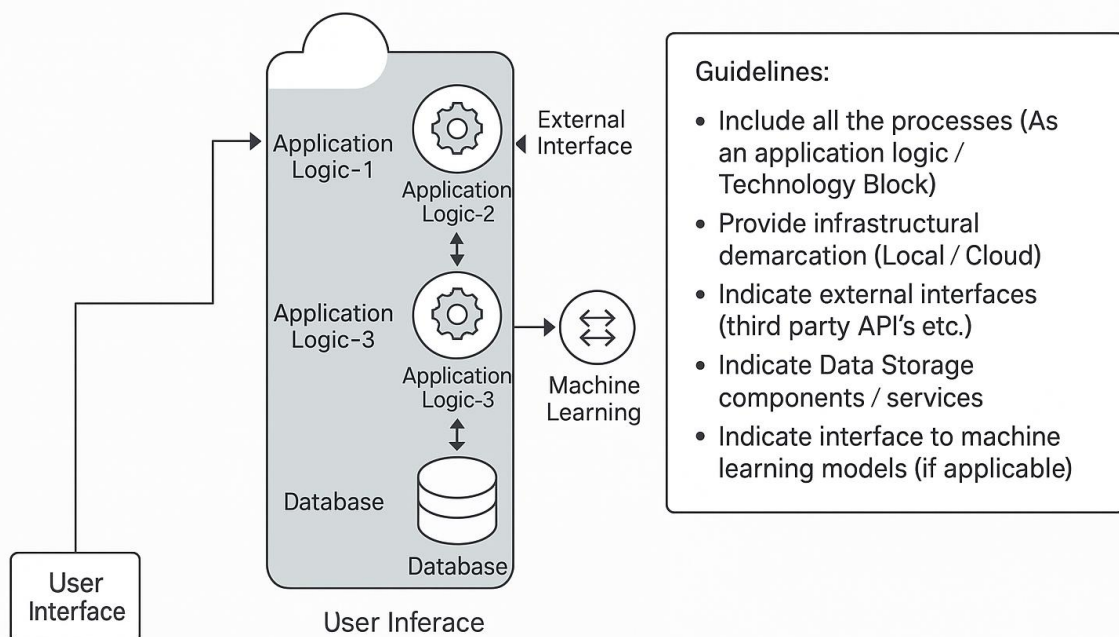 Application
Logic-1
Application
Logic-2
External
Interface
Application
Logic-3
Application
Logic-3
Machine
Learning
Database
Database
User
Interface
User Inferace
Guidelines:
• Include all the processes (As
an application logic /
Technology Block)
• Provide infrastructural
demarcation (Local / Cloud)
• Indicate external interfaces
(third party API's etc.)
• Indicate Data Storage
components / services
• Indicate interface to machine
learning models (if applicable)